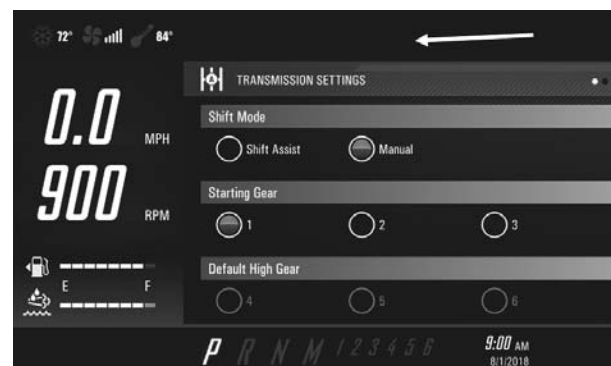 72° 84°
TRANSMISSION SETTINGS
0.0 MPH
900 RPM
Shift Mode
Shift Assist Manual
Starting Gear
1 2 3
Default High Gear
4 5 6
E F
P R N M 1 2 3 4 5 6
9:00 AM
8/1/2018